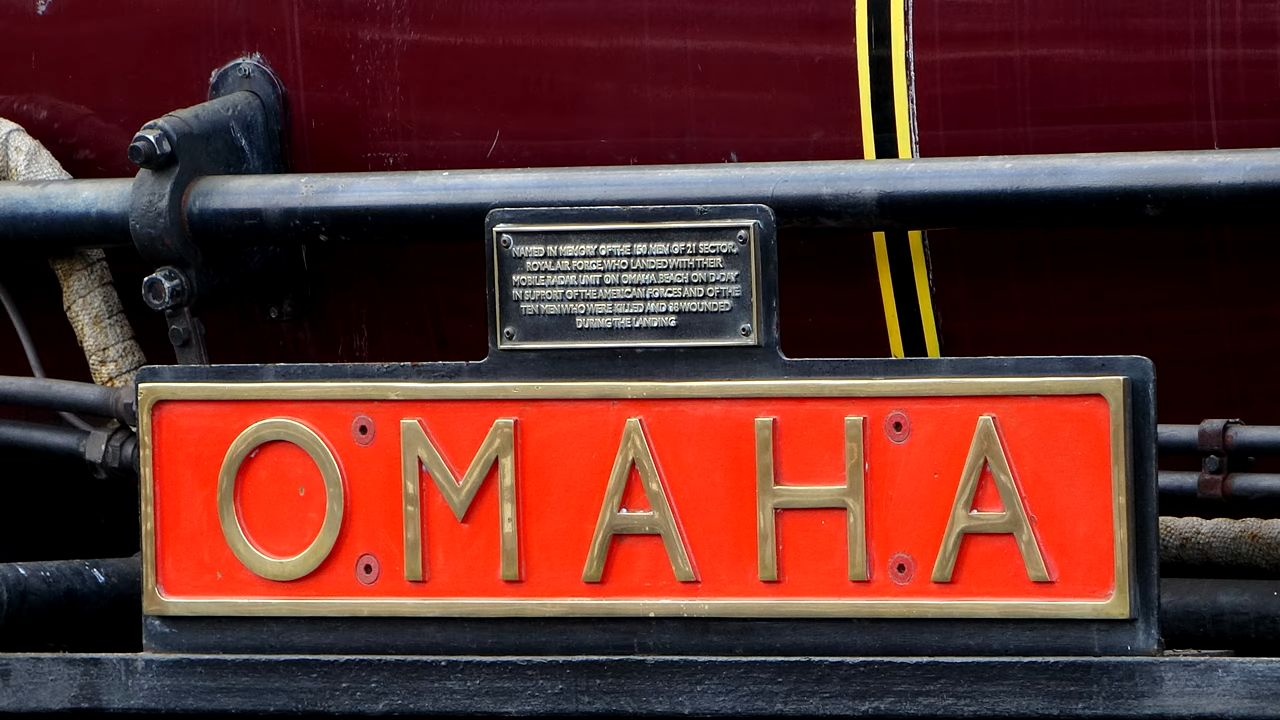 NAMED IN MEMORY OF THE 150 MEN OF 21 SECTOR,
ROYAL AIR FORCE, WHO LANDED WITH THEIR
MOBILE RADAR UNIT ON OMAHA BEACH ON D-DAY
IN SUPPORT OF THE AMERICAN FORCES AND OF THE
TEN MEN WHO WERE KILLED AND 38 WOUNDED
DURING THE LANDING
OMAHA